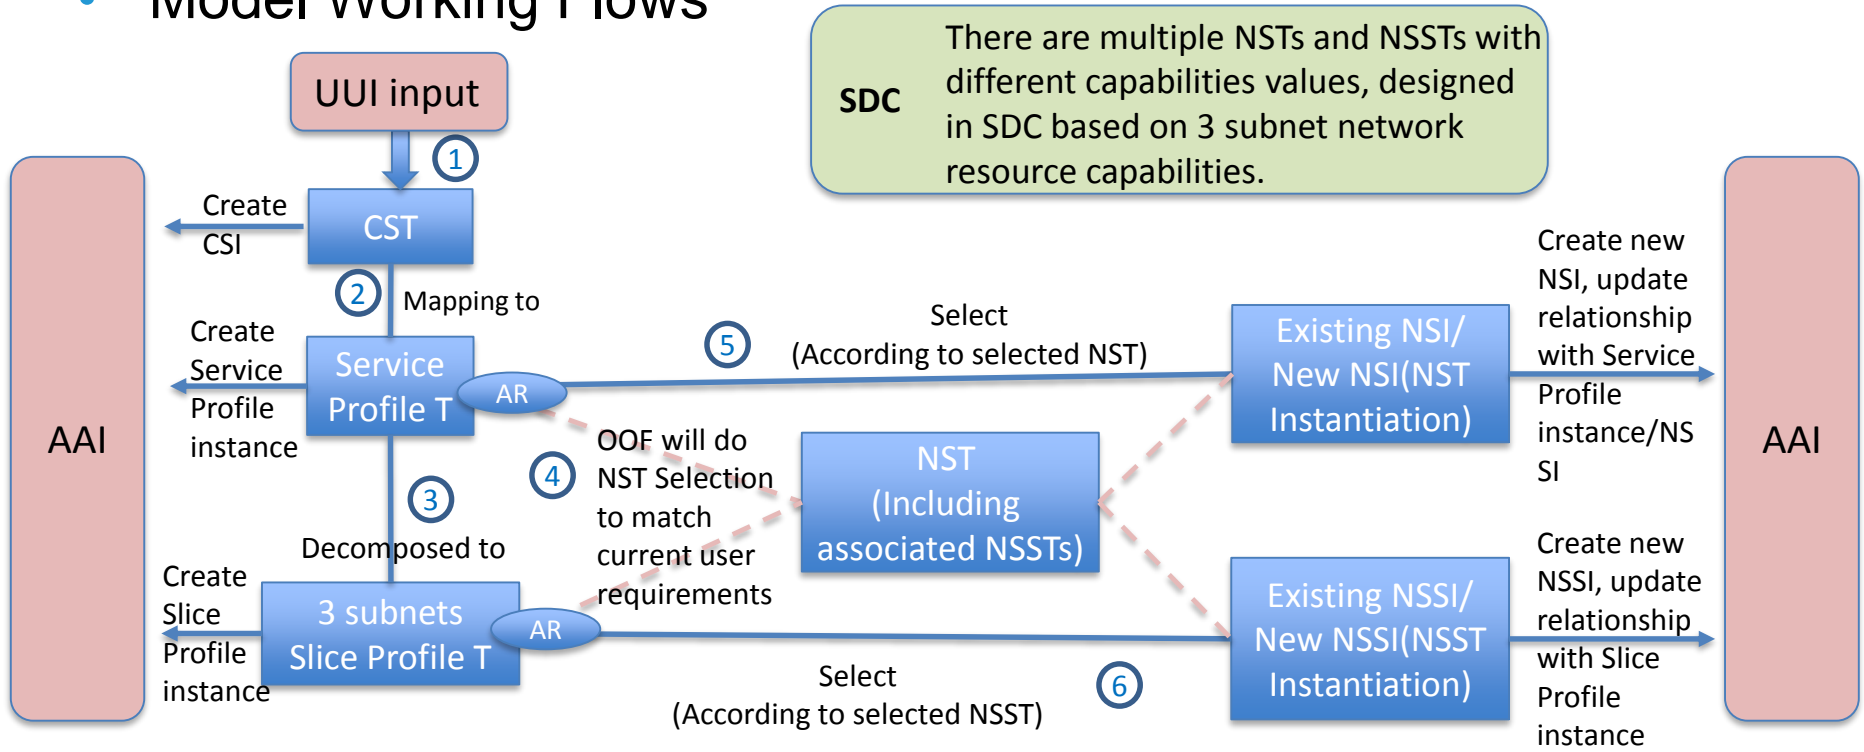 • Model Working Flows
UUI input
SDC
There are multiple NSTs and NSSTs with
different capabilities values, designed
in SDC based on 3 subnet network
resource capabilities.
1
AAI
Create
CSI
CST
2
Mapping to
Create
Service
Profile
instance
Service
Profile T
AR
5
Select
(According to selected NST)
Existing NSI/
New NSI(NST
Instantiation)
Create new
NSI, update
relationship
with Service
Profile
instance/NS
SI
AAI
3
Decomposed to
4
OOF will do
NST Selection
to match
current user
requirements
NST
(Including
associated NSSTs)
Create
Slice
Profile
instance
3 subnets
Slice Profile T
AR
Select
(According to selected NSST)
6
Existing NSSI/
New NSSI(NSST
Instantiation)
Create new
NSSI, update
relationship
with Slice
Profile
instance